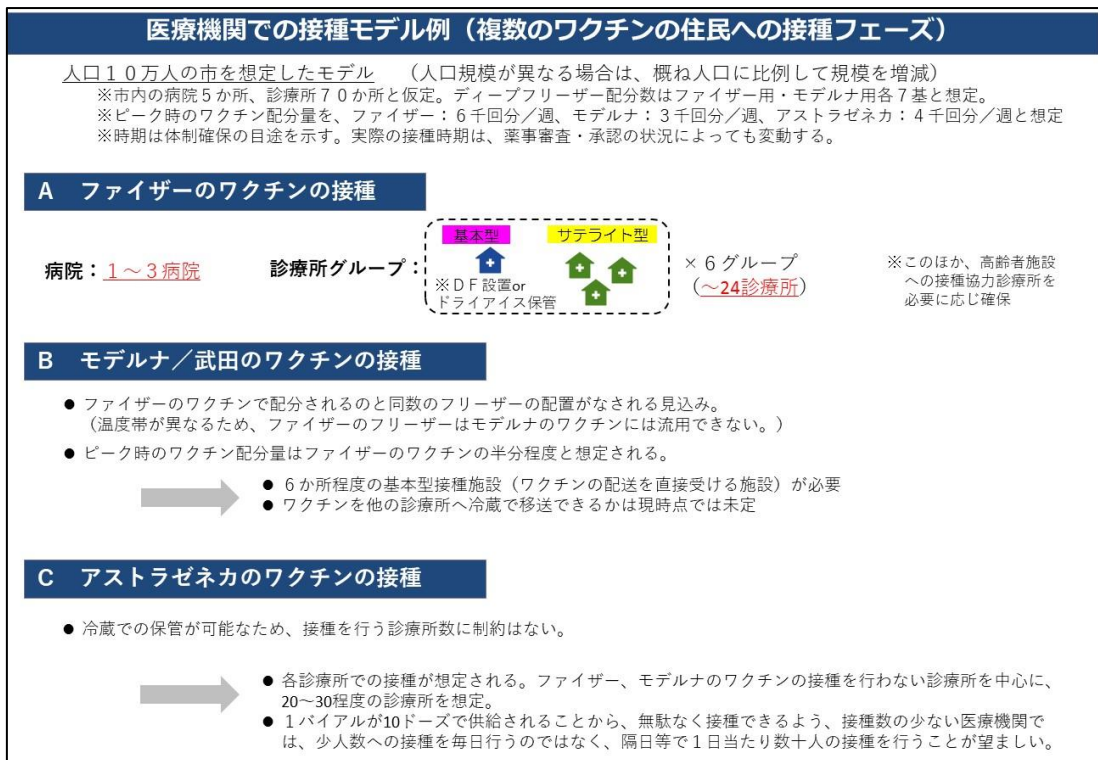 医療機関での接種モデル例（複数のワクチンの住民への接種フェーズ）
人口１０万人の市を想定したモデル　（人口規模が異なる場合は、概ね人口に比例して規模を増減）
※市内の病院５か所、診療所７０か所と仮定。ディープフリーザー配分数はファイザー用・モデルナ用各７基と想定。
※ピーク時のワクチン配分量を、ファイザー：６千回分／週、モデルナ：３千回分／週、アストラゼネカ：４千回分／週と想定
※時期は体制確保の目途を示す。実際の接種時期は、薬事審査・承認の状況によっても変動する。
A　ファイザーのワクチンの接種
病院：１～３病院
診療所グループ：
基本型
※ＤＦ設置or
ドライアイス保管
サテライト型
×６グループ
（～24診療所）
※このほか、高齢者施設
への接種協力診療所を
必要に応じ確保
B　モデルナ／武田のワクチンの接種
● ファイザーのワクチンで配分されるのと同数のフリーザーの配置がなされる見込み。
（温度帯が異なるため、ファイザーのフリーザーはモデルナのワクチンには流用できない。）
● ピーク時のワクチン配分量はファイザーのワクチンの半分程度と想定される。
● ６か所程度の基本型接種施設（ワクチンの配送を直接受ける施設）が必要
● ワクチンを他の診療所へ冷蔵で移送できるかは現時点では未定
C　アストラゼネカのワクチンの接種
● 冷蔵での保管が可能なため、接種を行う診療所数に制約はない。
● 各診療所での接種が想定される。ファイザー、モデルナのワクチンの接種を行わない診療所を中心に、
20～30程度の診療所を想定。
● １バイアルが10ドーズで供給されることから、無駄なく接種できるよう、接種数の少ない医療機関で
は、少人数への接種を毎日行うのではなく、隔日等で１日当たり数十人の接種を行うことが望ましい。